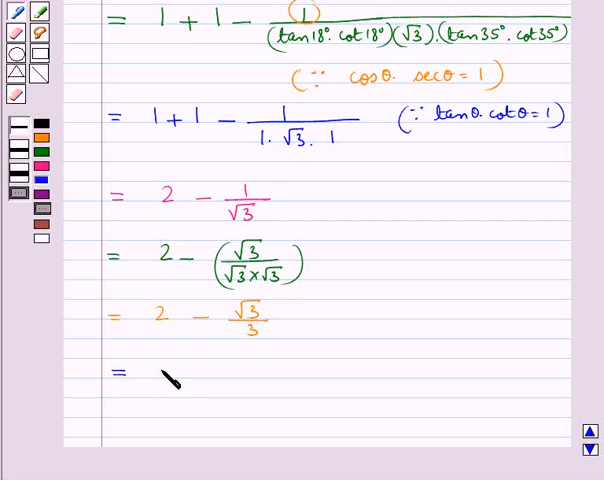 = 1 + 1 - 1 / (tan18°. cot18°)(√3).(tan35°. cot35°)
(∵ cosθ. secθ = 1)
= 1 + 1 - 1 / 1. √3. 1 (∵ tanθ. cotθ = 1)
= 2 - 1 / √3
= 2 - (√3 / √3×√3)
= 2 - √3 / 3
=